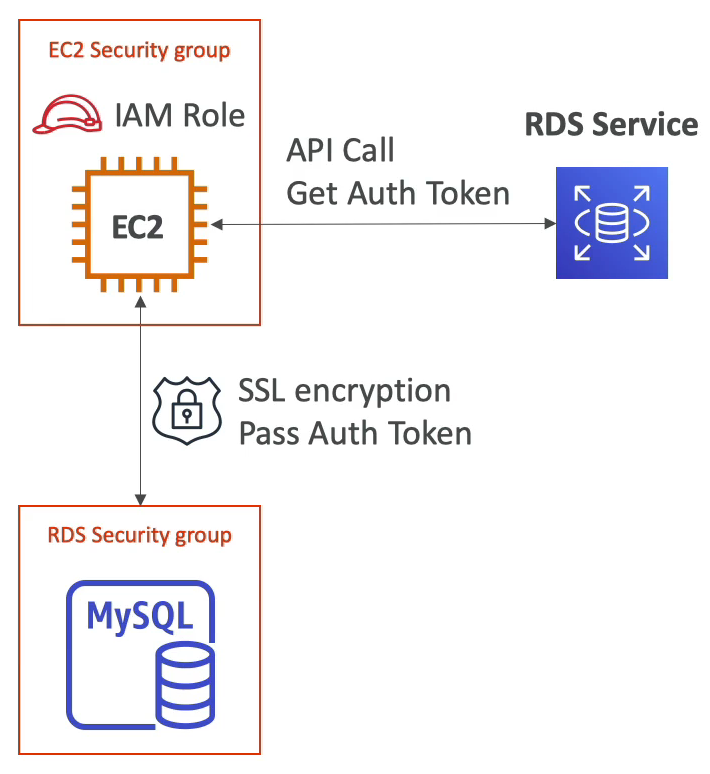 EC2 Security group
IAM Role
EC2
API Call
Get Auth Token
RDS Service
SSL encryption
Pass Auth Token
RDS Security group
MySQL